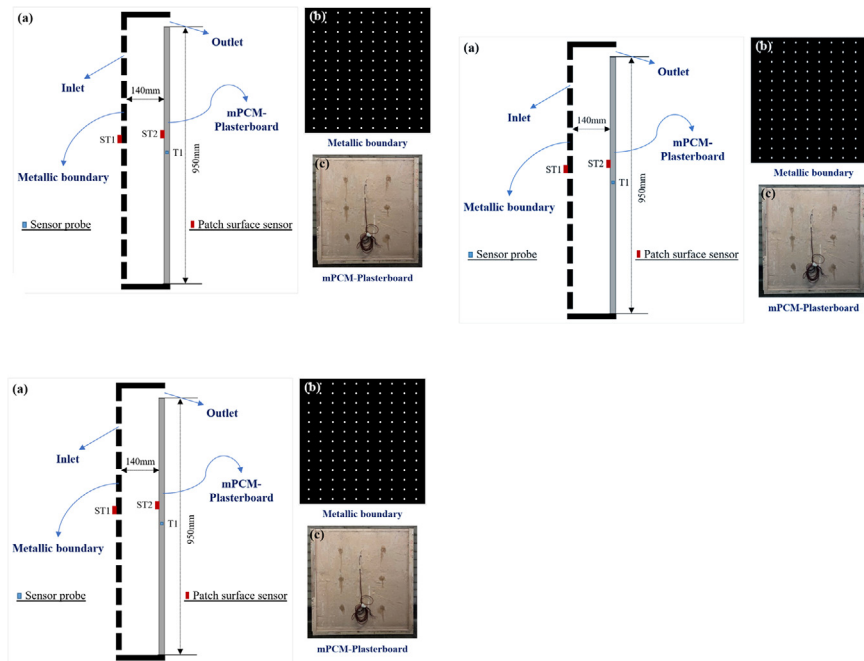 (a)
Outlet
Inlet
140mm
mPCM-
Plasterboard
ST1
ST2
T1
950mm
Metallic boundary
Sensor probe
Patch surface sensor
(b)
Metallic boundary
(c)
mPCM-Plasterboard
(a)
Outlet
Inlet
140mm
mPCM-
Plasterboard
ST1
ST2
T1
950mm
Metallic boundary
Sensor probe
Patch surface sensor
(b)
Metallic boundary
(c)
mPCM-Plasterboard
(a)
Outlet
Inlet
140mm
mPCM-
Plasterboard
ST1
ST2
T1
950mm
Metallic boundary
Sensor probe
Patch surface sensor
(b)
Metallic boundary
(c)
mPCM-Plasterboard